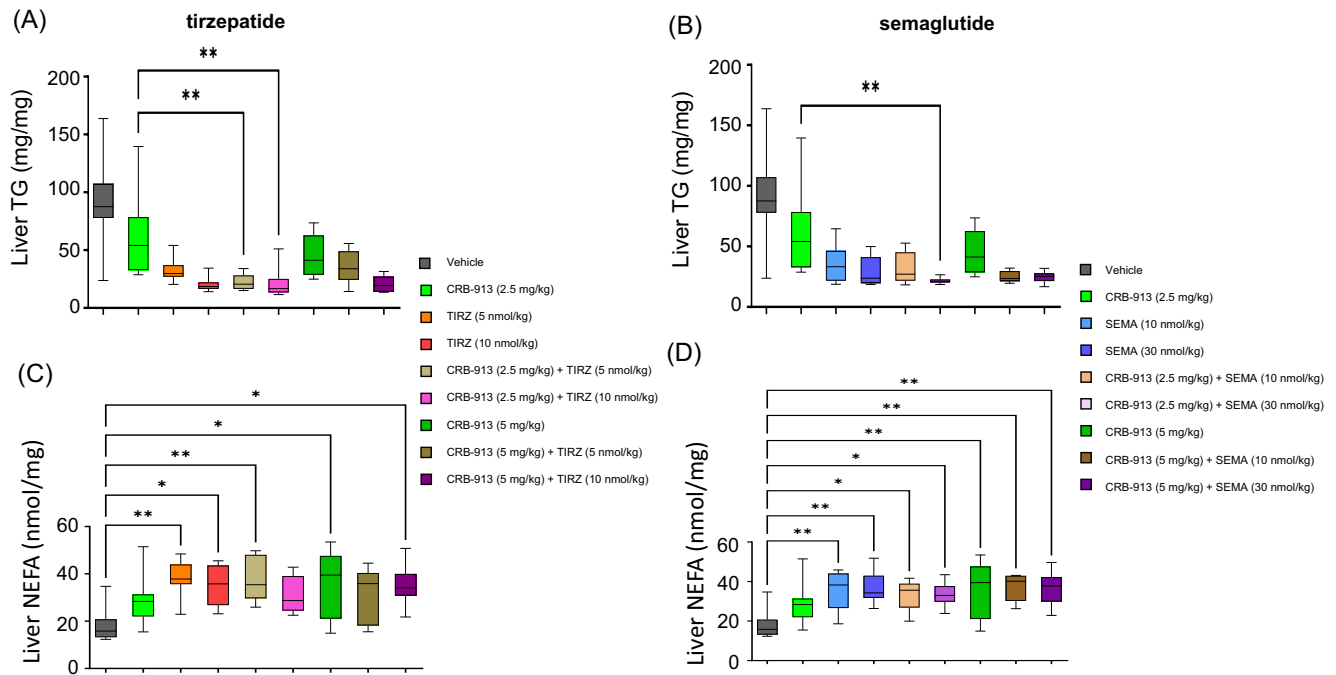 (A)
tirzepatide
**
**
200
150
100
50
0
Liver TG (mg/mg)
Vehicle
CRB-913 (2.5 mg/kg)
TIRZ (5 nmol/kg)
TIRZ (10 nmol/kg)
CRB-913 (2.5 mg/kg) + TIRZ (5 nmol/kg)
CRB-913 (2.5 mg/kg) + TIRZ (10 nmol/kg)
CRB-913 (5 mg/kg)
CRB-913 (5 mg/kg) + TIRZ (5 nmol/kg)
CRB-913 (5 mg/kg) + TIRZ (10 nmol/kg)
(B)
semaglutide
**
200
150
100
50
0
Liver TG (mg/mg)
Vehicle
CRB-913 (2.5 mg/kg)
SEMA (10 nmol/kg)
SEMA (30 nmol/kg)
CRB-913 (2.5 mg/kg) + SEMA (10 nmol/kg)
CRB-913 (2.5 mg/kg) + SEMA (30 nmol/kg)
CRB-913 (5 mg/kg)
CRB-913 (5 mg/kg) + SEMA (10 nmol/kg)
CRB-913 (5 mg/kg) + SEMA (30 nmol/kg)
(C)
*
*
**
*
**
60
40
20
0
Liver NEFA (nmol/mg)
(D)
**
**
**
*
*
**
**
60
40
20
0
Liver NEFA (nmol/mg)